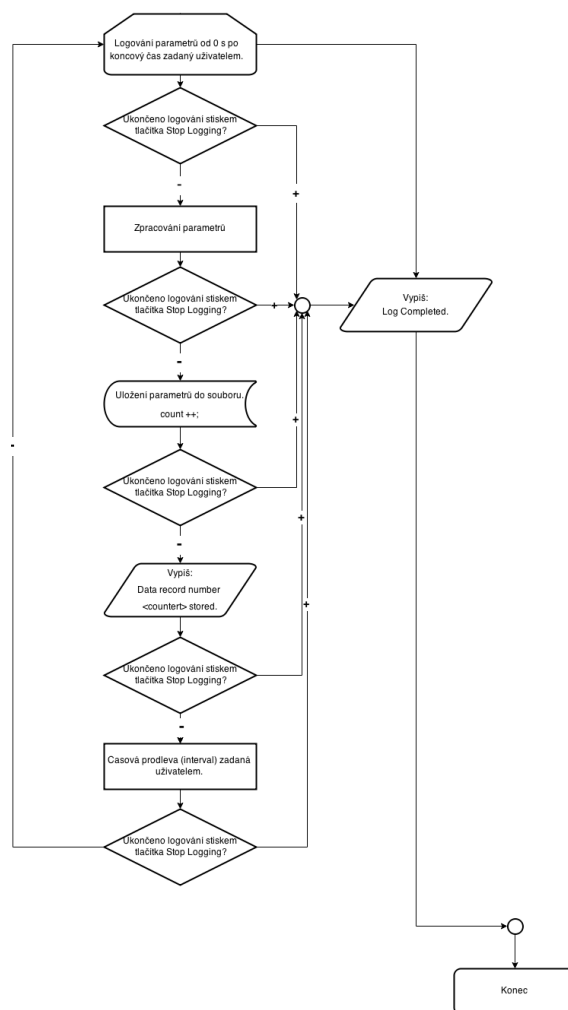 Logování parametrů od 0 s po
koncový čas zadaný uživatelem.
Ukončeno logování stiskem
tlačítka Stop Logging?
+
-
Zpracování parametrů
Ukončeno logování stiskem
tlačítka Stop Logging?
+
Vypiš:
Log Completed.
-
Uložení parametrů do souboru.
count ++;
+
-
Ukončeno logování stiskem
tlačítka Stop Logging?
+
-
Vypiš:
Data record number
<countert> stored.
+
Ukončeno logování stiskem
tlačítka Stop Logging?
-
Casová prodleva (interval) zadaná
uživatelem.
Ukončeno logování stiskem
tlačítka Stop Logging?
Konec